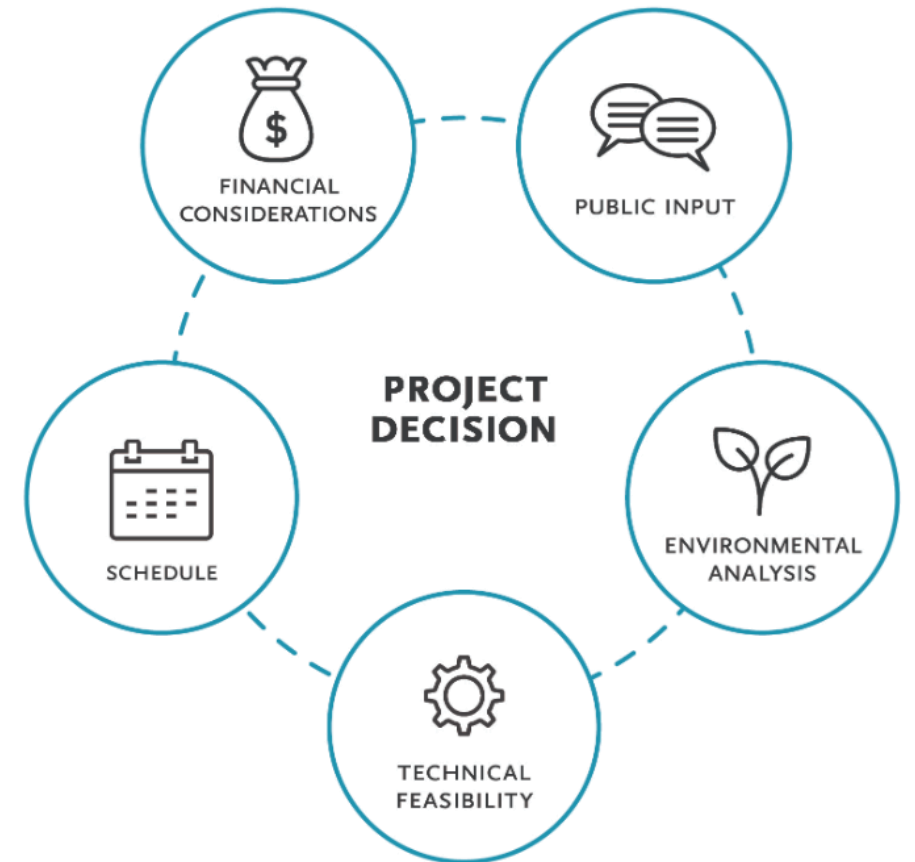 $
FINANCIAL
CONSIDERATIONS
PUBLIC INPUT
PROJECT
DECISION
SCHEDULE
ENVIRONMENTAL
ANALYSIS
TECHNICAL
FEASIBILITY